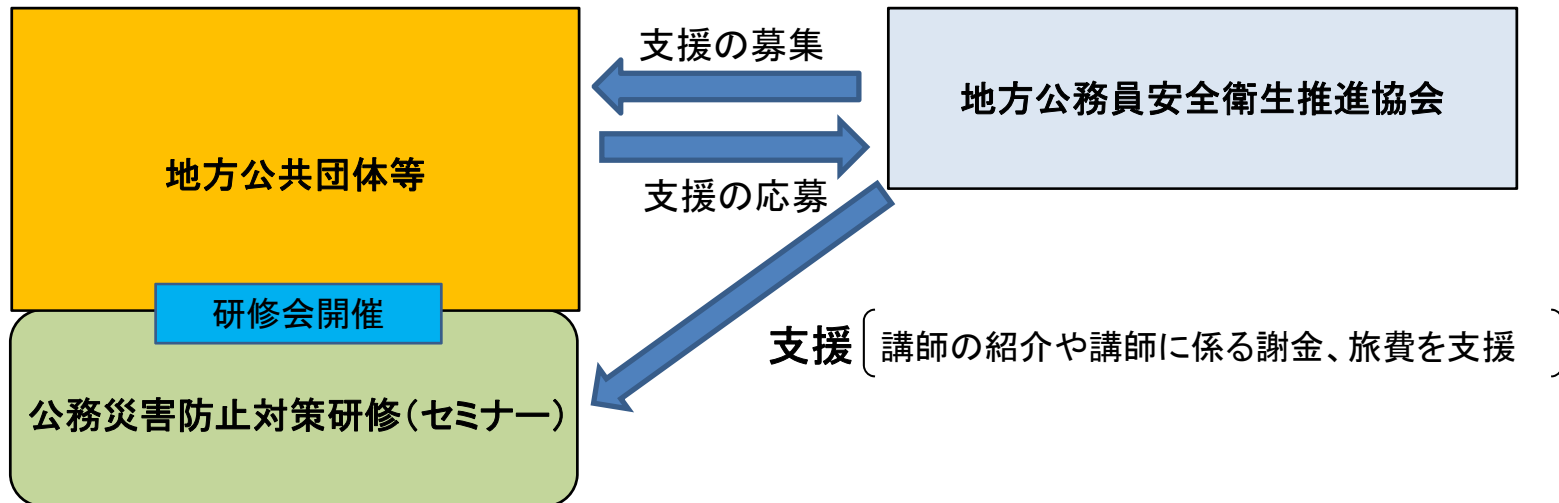 支援の募集
地方公務員安全衛生推進協会
地方公共団体等
支援の応募
研修会開催
支援 講師の紹介や講師に係る謝金、旅費を支援
公務災害防止対策研修(セミナー)